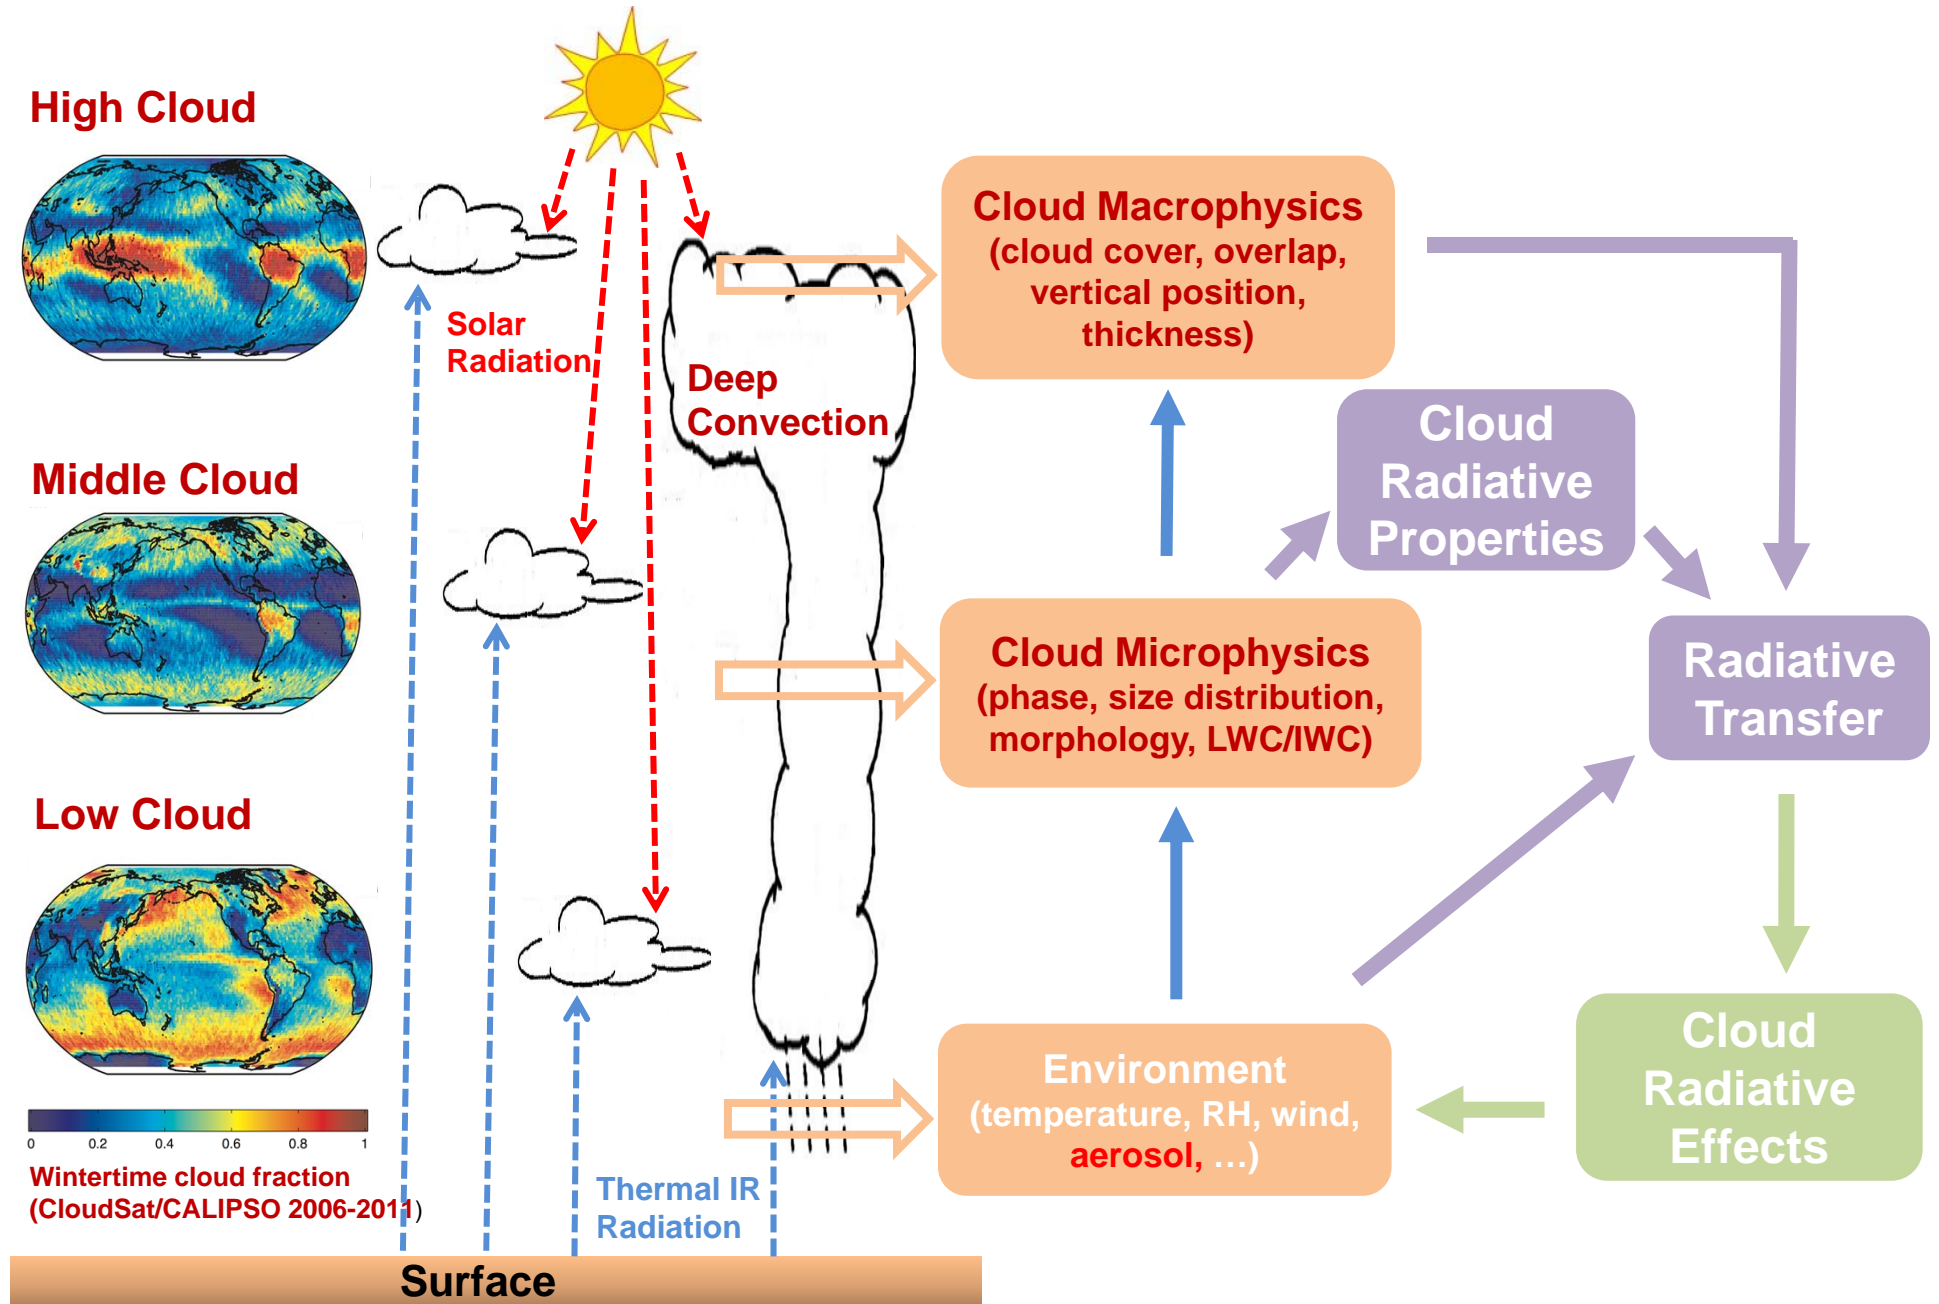 High Cloud
Solar
Radiation
Deep
Convection
Middle Cloud
Low Cloud
0 0.2 0.4 0.6 0.8 1
Wintertime cloud fraction
(CloudSat/CALIPSO 2006-2011)
Thermal IR
Radiation
Surface
Cloud Macrophysics
(cloud cover, overlap,
vertical position,
thickness)
Cloud
Radiative
Properties
Cloud Microphysics
(phase, size distribution,
morphology, LWC/IWC)
Radiative
Transfer
Environment
(temperature, RH, wind,
aerosol, …)
Cloud
Radiative
Effects